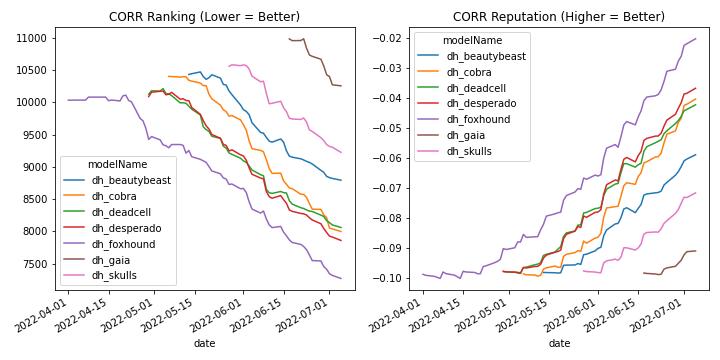 CORR Ranking (Lower = Better)
11000
10500
10000
9500
9000
8500
8000
7500
modelName
dh_beautybeast
dh_cobra
dh_deadcell
dh_desperado
dh_foxhound
dh_gaia
dh_skulls
2022-04-01
2022-04-15
2022-05-01
2022-05-15
2022-06-01
2022-06-15
2022-07-01
date
CORR Reputation (Higher = Better)
−0.02
−0.03
−0.04
−0.05
−0.06
−0.07
−0.08
−0.09
−0.10
modelName
dh_beautybeast
dh_cobra
dh_deadcell
dh_desperado
dh_foxhound
dh_gaia
dh_skulls
2022-04-01
2022-04-15
2022-05-01
2022-05-15
2022-06-01
2022-06-15
2022-07-01
date